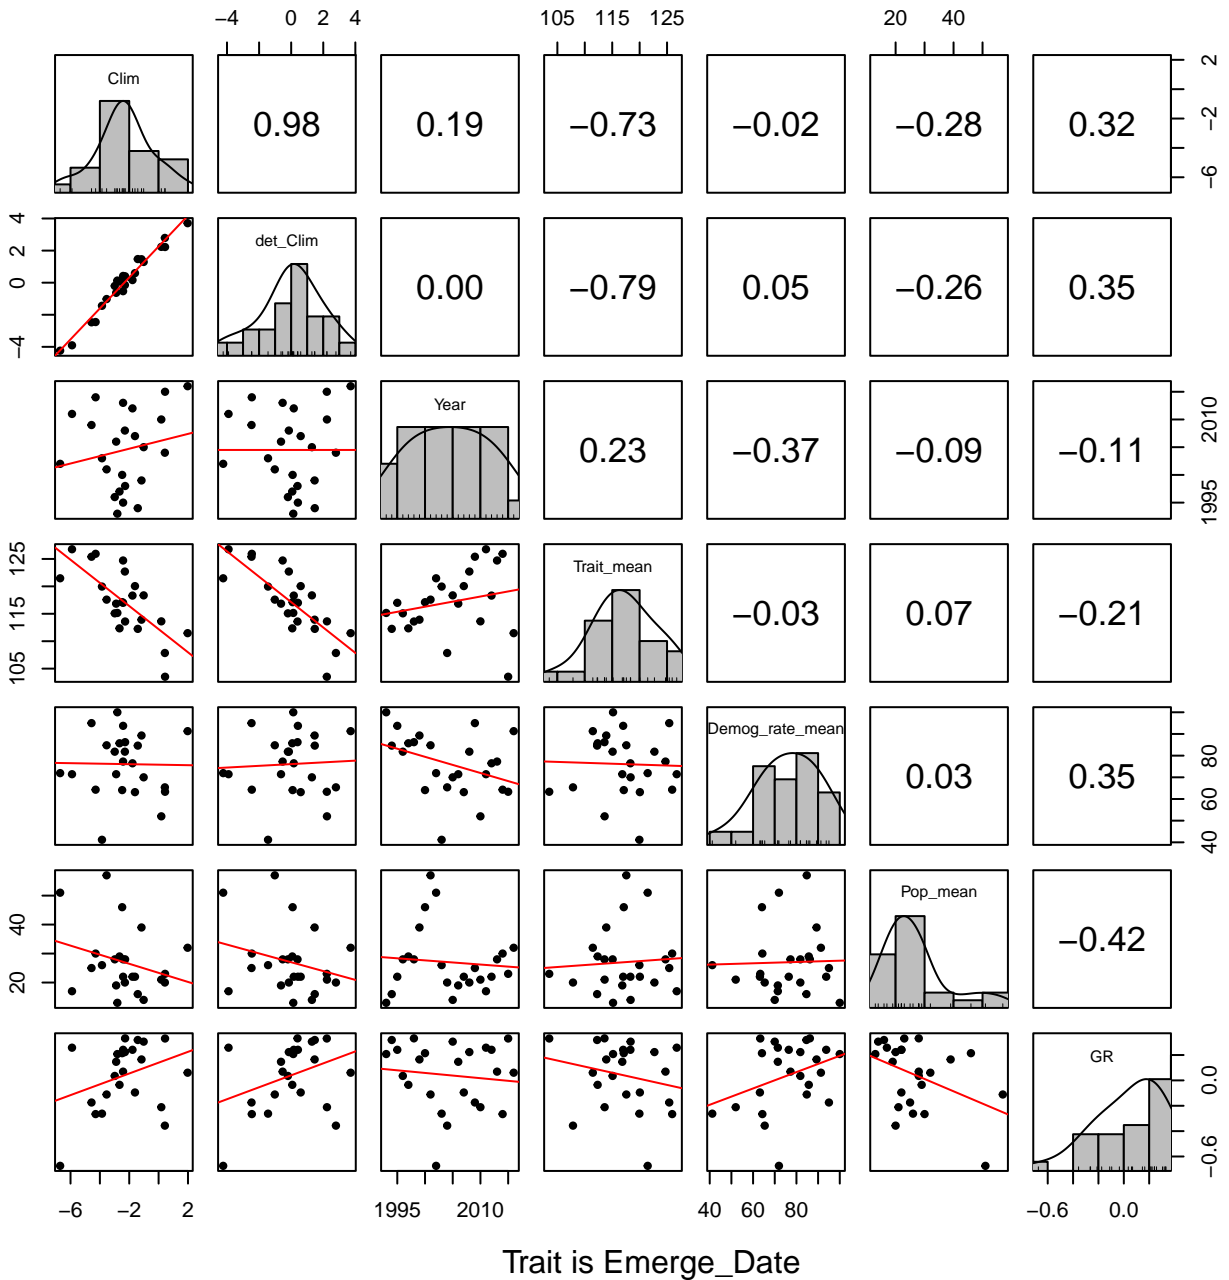 −4 0 2 4 105 115 125 20 40
Clim 0.98 0.19 −0.73 −0.02 −0.28 0.32
−6 −2 2
−4 0 2 4
det_Clim 0.00 −0.79 0.05 −0.26 0.35
Year 0.23 −0.37 −0.09 −0.11
1995 2010
105 115 125
Trait_mean −0.03 0.07 −0.21
Demog_rate_mean 0.03 0.35
40 60 80
20 40
Pop_mean −0.42
GR
−0.6 0.0
−6 −2 2 1995 2010 40 60 80 −0.6 0.0
Trait is Emerge_Date